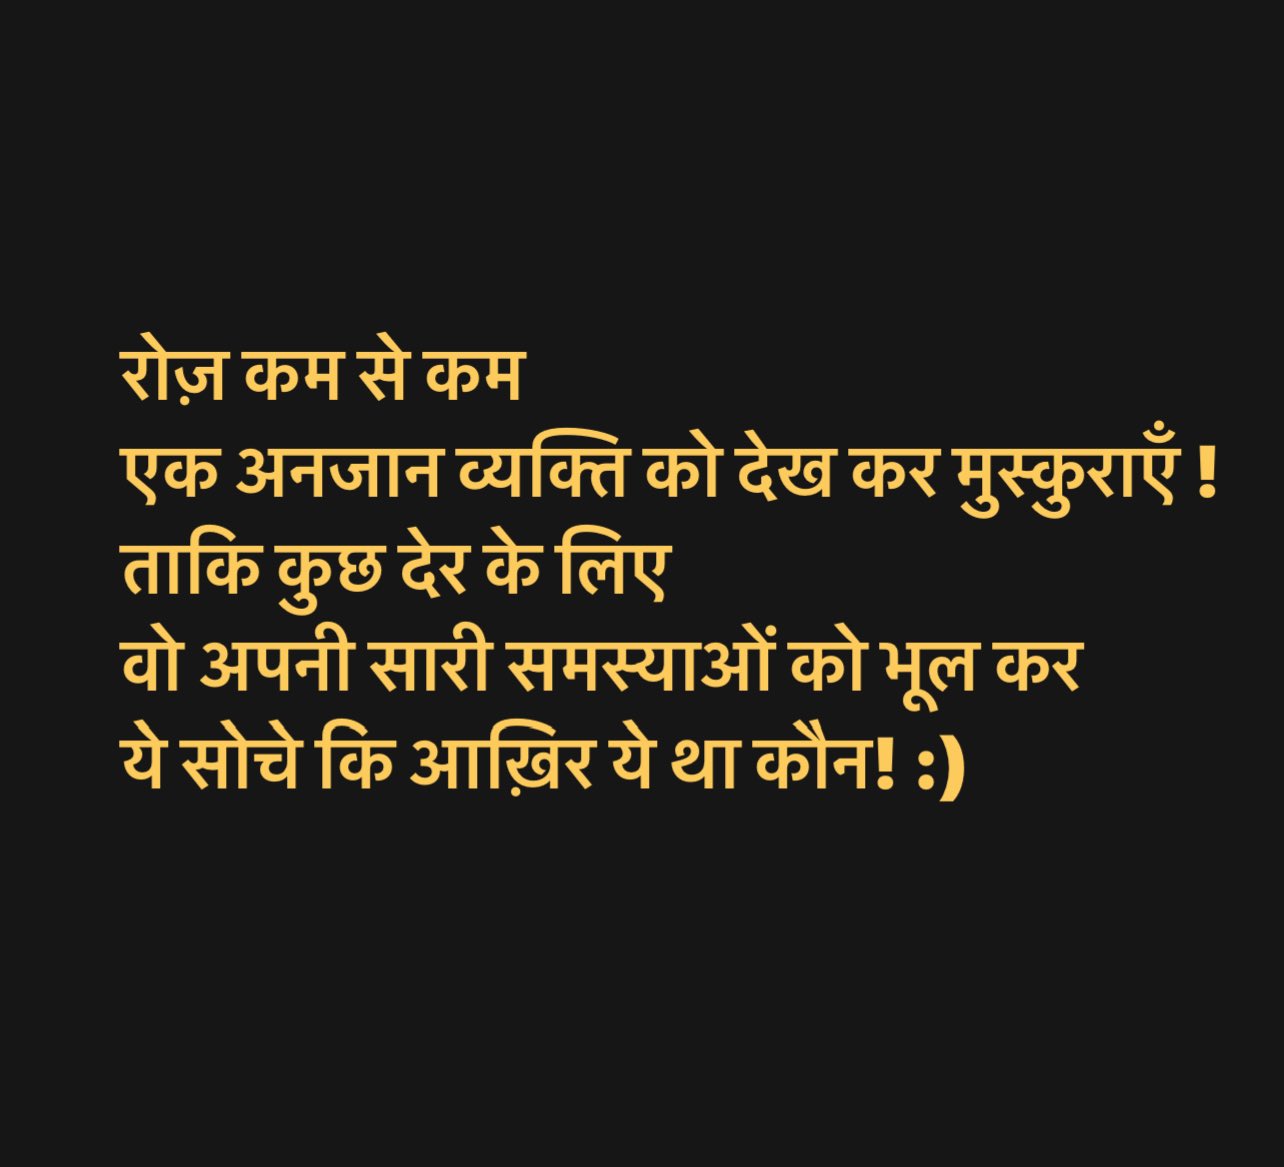 रोज़ कम से कम
एक अनजान व्यक्ति को देख कर मुस्कुराएँ !
ताकि कुछ देर के लिए
वो अपनी सारी समस्याओं को भूल कर
ये सोचे कि आख़िर ये था कौन! :)